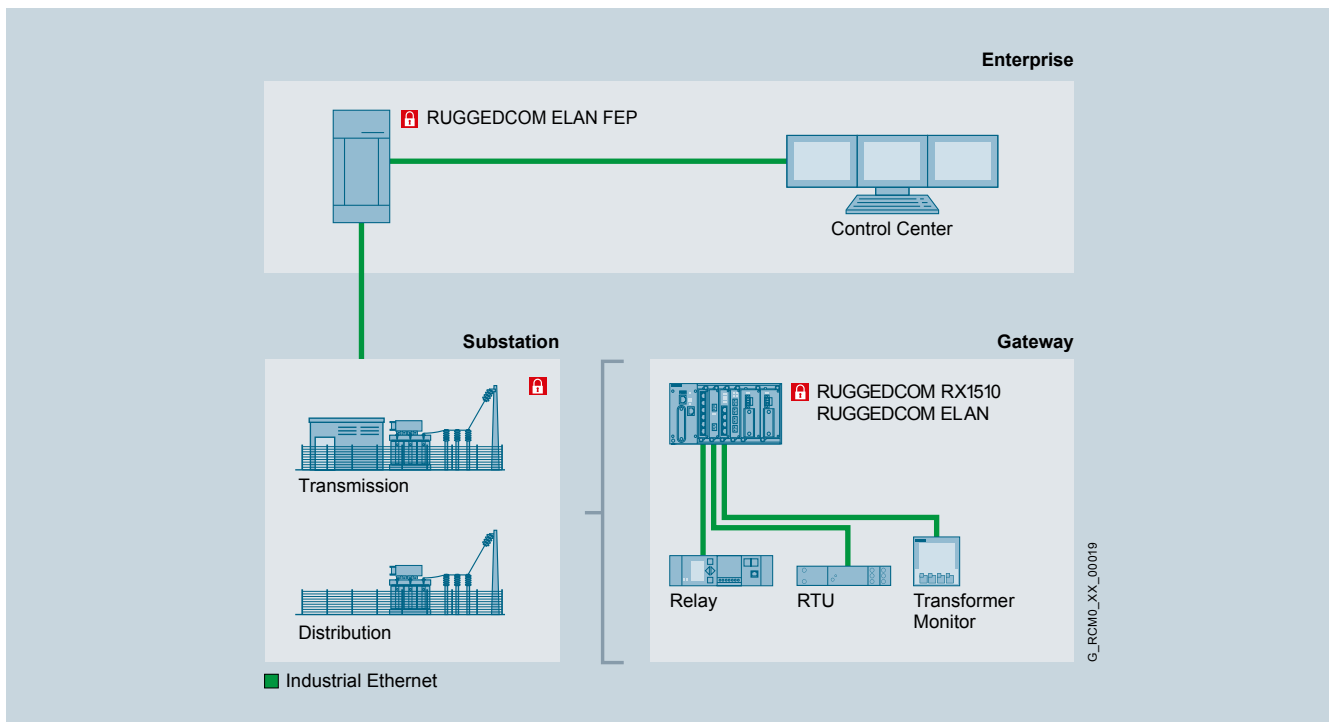 Enterprise
RUGGEDCOM ELAN FEP
Control Center
Substation
Transmission
Distribution
Gateway
RUGGEDCOM RX1510
RUGGEDCOM ELAN
Relay
RTU
Transformer
Monitor
G_RCM0_XX_00019
Industrial Ethernet